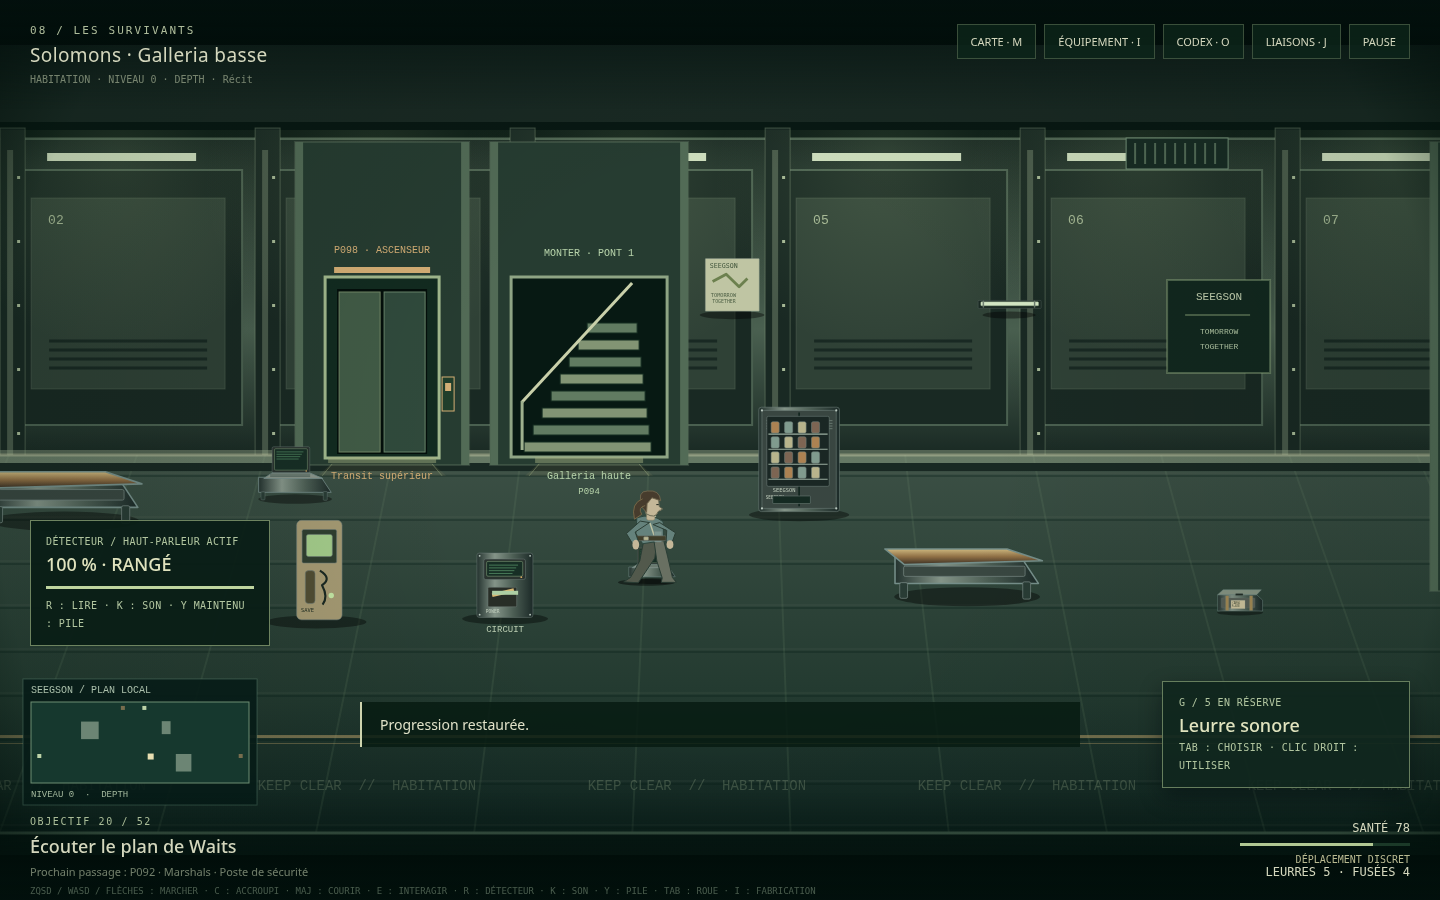 08 / LES SURVIVANTS
Solomons · Galleria basse
HABITATION · NIVEAU 0 · DEPTH · Récit
CARTE · M
ÉQUIPEMENT · I
CODEX · O
LIAISONS · J
PAUSE
02
05
06
07
P098 · ASCENSEUR
MONTER · PONT 1
SEEGSON
TOMORROW
TOGETHER
SEEGSON
TOMORROW
TOGETHER
Transit supérieur
Galleria haute
P094
SEEGSON
DÉTECTEUR / HAUT-PARLEUR ACTIF
100 % · RANGÉ
R : LIRE · K : SON · Y MAINTENU
: PILE
SAVE
POWER
CIRCUIT
SEEGSON / PLAN LOCAL
NIVEAU 0 · DEPTH
Progression restaurée.
G / 5 EN RÉSERVE
Leurre sonore
TAB : CHOISIR · CLIC DROIT :
UTILISER
KEEP CLEAR // HABITATION
KEEP CLEAR // HABITATION
KEEP CLEAR // HABITATION
OBJECTIF 20 / 52
Écouter le plan de Waits
Prochain passage : P092 · Marshals · Poste de sécurité
ZQSD / WASD / FLÈCHES : MARCHER · C : ACCROUPI · MAJ : COURIR · E : INTERAGIR · R : DÉTECTEUR · K : SON · Y : PILE · TAB : ROUE · I : FABRICATION
SANTÉ 78
DÉPLACEMENT DISCRET
LEURRES 5 · FUSÉES 4